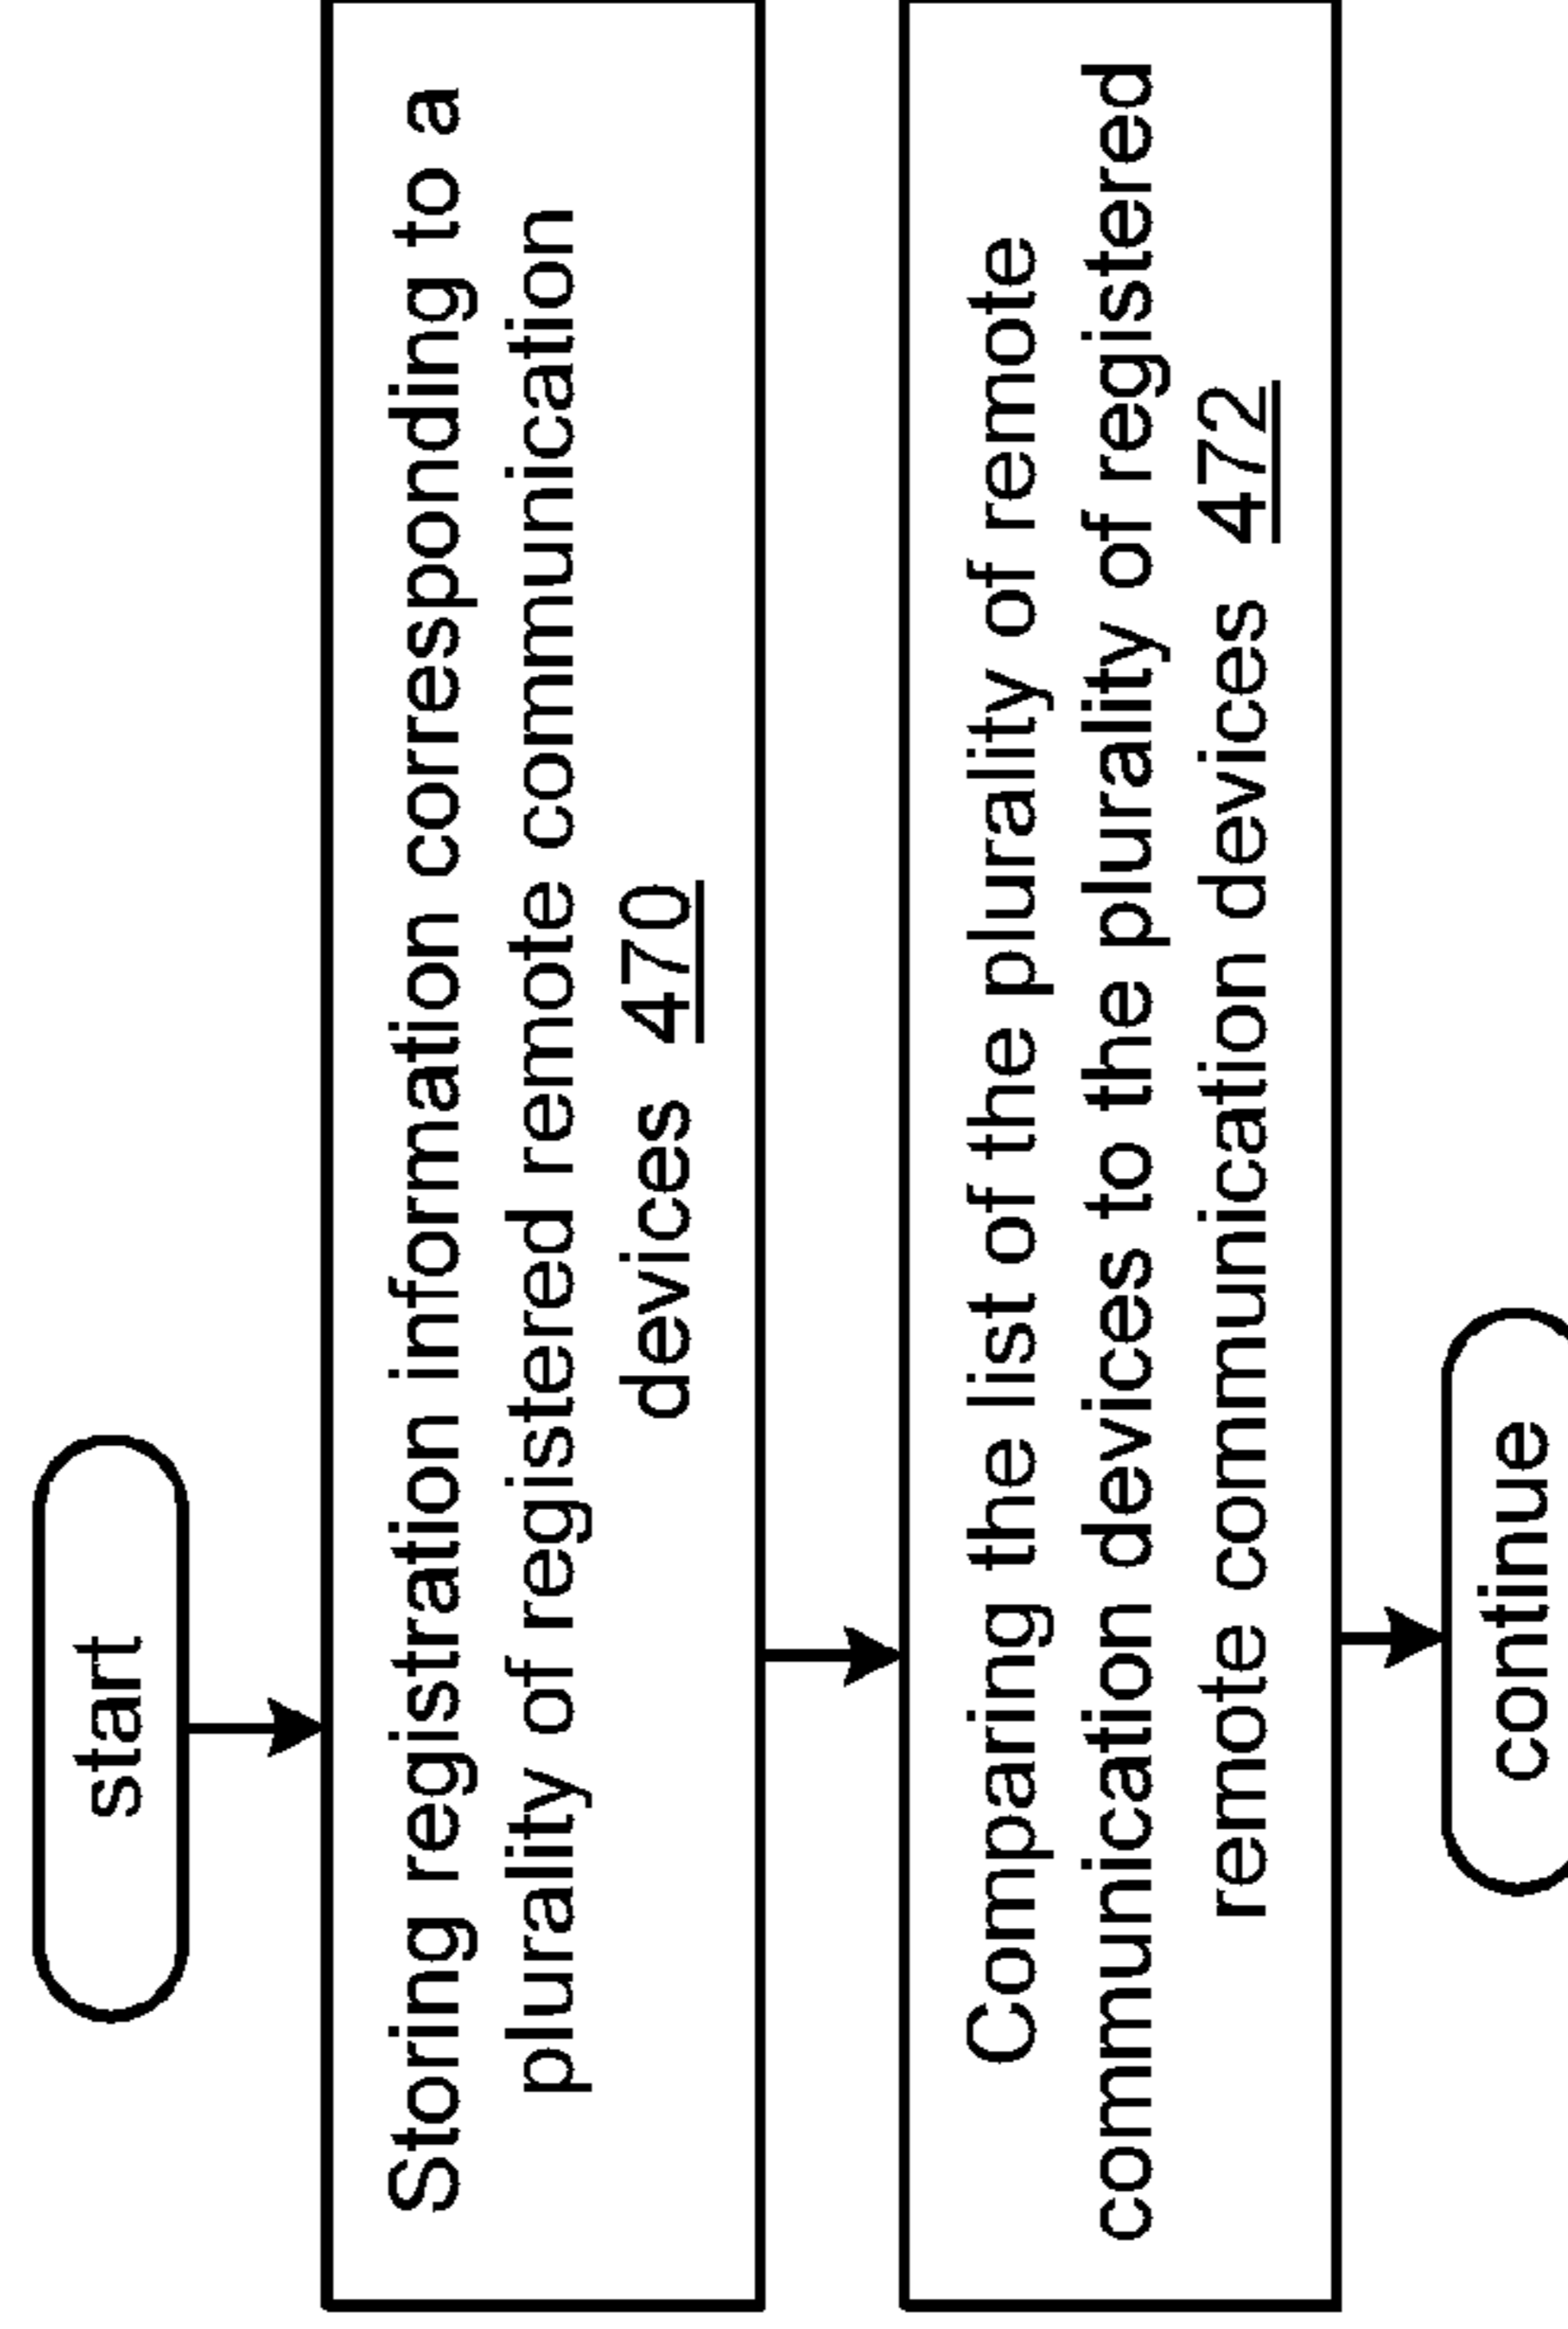 start
Storing registration information corresponding to a
plurality of registered remote communication
devices 470
Comparing the list of the plurality of remote
communication devices to the plurality of registered
remote communication devices 472
continue